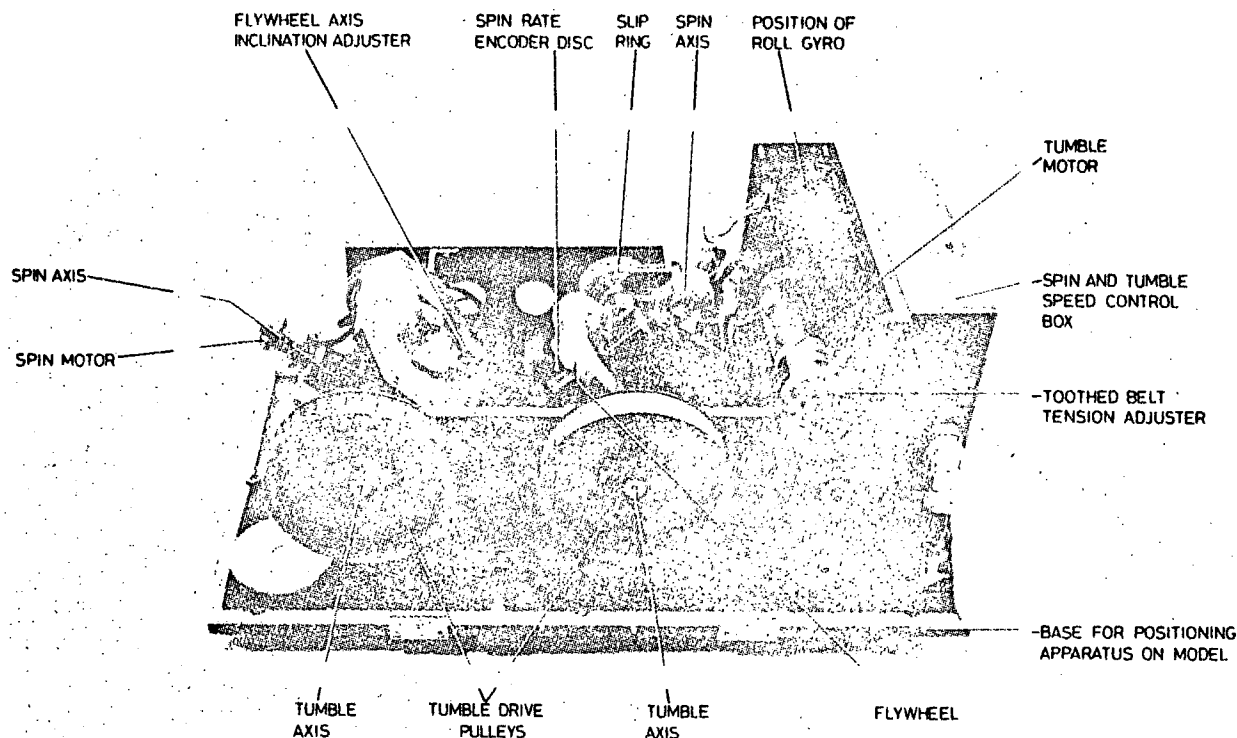 FLYWHEEL AXIS
INCLINATION ADJUSTER
SPIN RATE
ENCODER DISC
SLIP
RING
SPIN
AXIS
POSITION OF
ROLL GYRO
TUMBLE
MOTOR
SPIN AXIS
SPIN AND TUMBLE
SPEED CONTROL
BOX
SPIN MOTOR
TOOTHED BELT
TENSION ADJUSTER
BASE FOR POSITIONING
APPARATUS ON MODEL
TUMBLE
AXIS
TUMBLE DRIVE
PULLEYS
TUMBLE
AXIS
FLYWHEEL